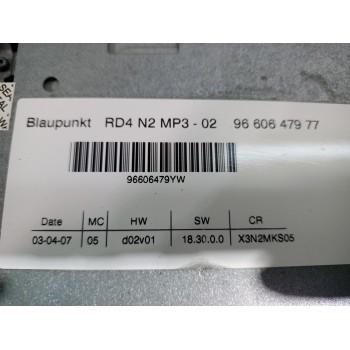 Blaupunkt RD4 N2 MP3 - 02 96 606 479 77
96606479YW
Date MC HW SW CR
03-04-07 05 d02v01 18.30.0.0 X3N2MKS05